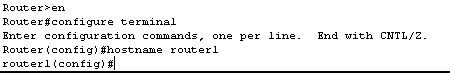 Router>en
Router#configure terminal
Enter configuration commands, one per line.  End with CNTL/Z.
Router(config)#hostname router1
router1(config)#